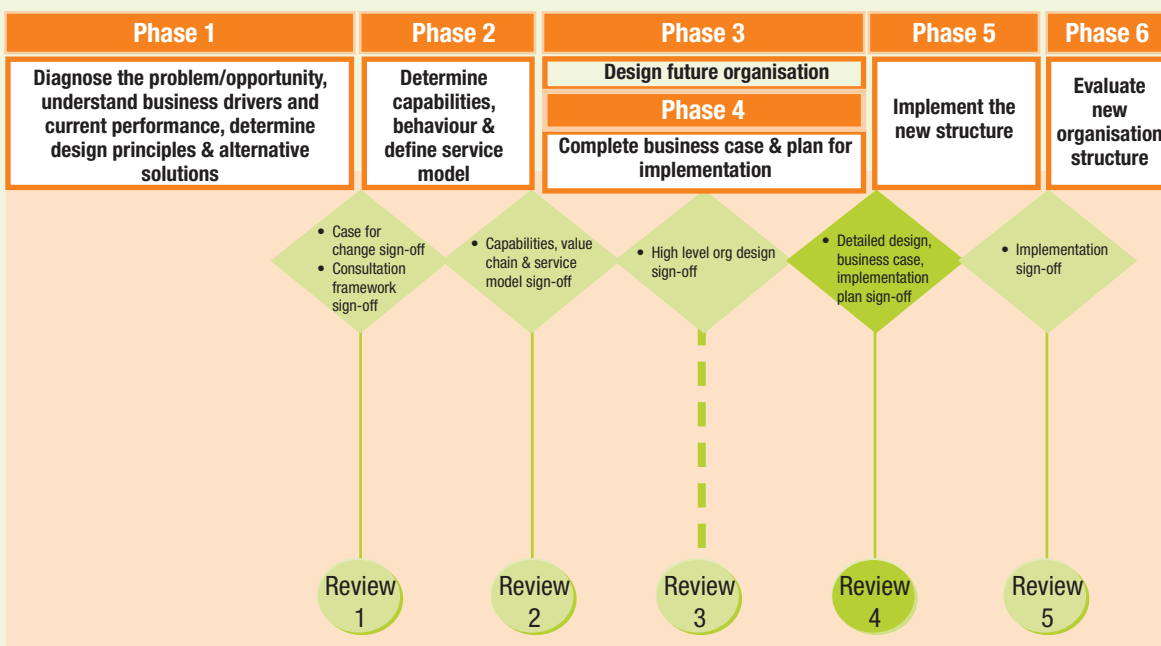 Phase 1
Diagnose the problem/opportunity,
understand business drivers and
current performance, determine
design principles & alternative
solutions
Phase 2
Determine
capabilities,
behaviour &
define service
model
Phase 3
Design future organisation
Phase 4
Complete business case & plan for
implementation
Phase 5
Implement the
new structure
Phase 6
Evaluate
new
organisation
structure
• Case for
change sign-off
• Consultation
framework
sign-off
• Capabilities, value
chain & service
model sign-off
• High level org design
sign-off
• Detailed design,
business case,
implementation
plan sign-off
• Implementation
sign-off
Review
1
Review
2
Review
3
Review
4
Review
5